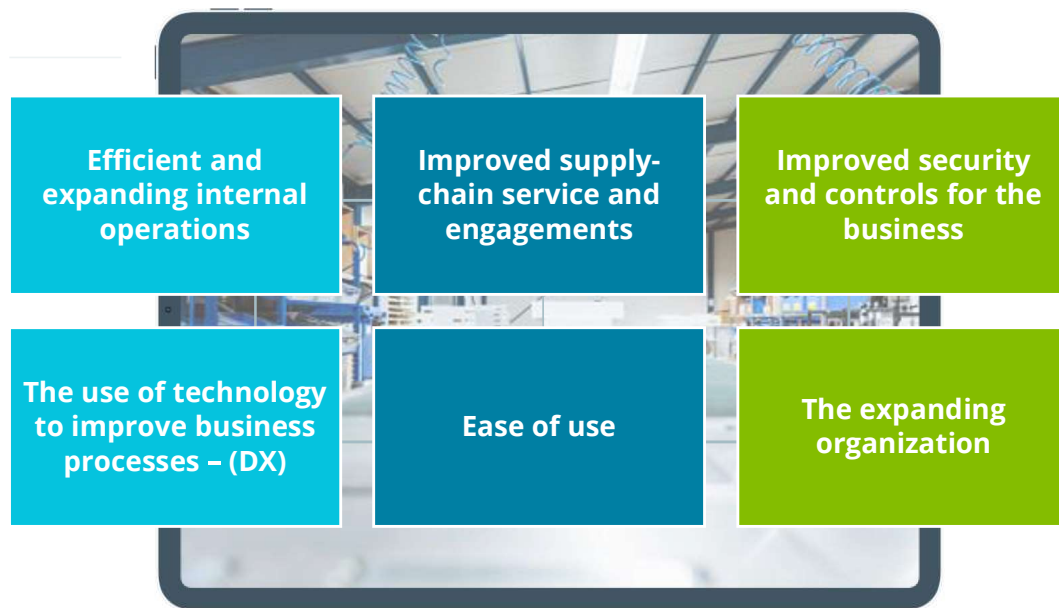 Efficient and
expanding internal
operations
Improved supply-
chain service and
engagements
Improved security
and controls for the
business
The use of technology
to improve business
processes – (DX)
Ease of use
The expanding
organization